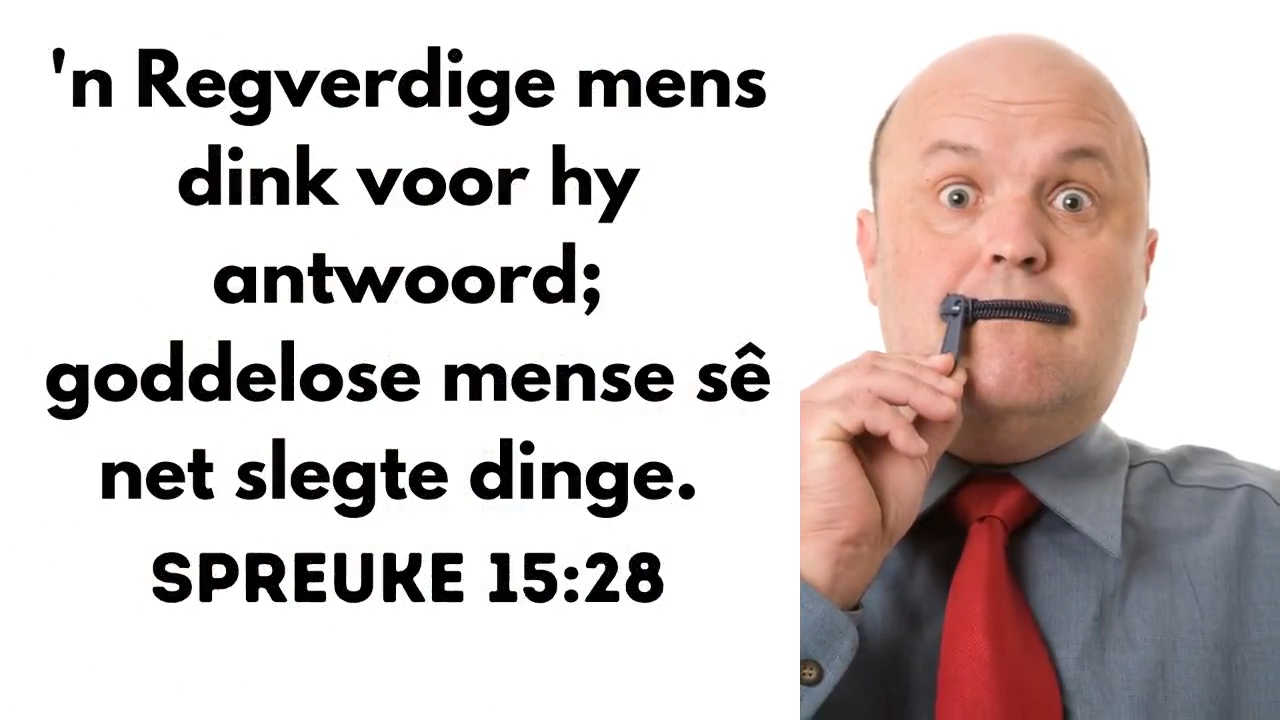 'n Regverdige mens
dink voor hy
antwoord;
goddelose mense sê
net slegte dinge.
SPREUKE 15:28